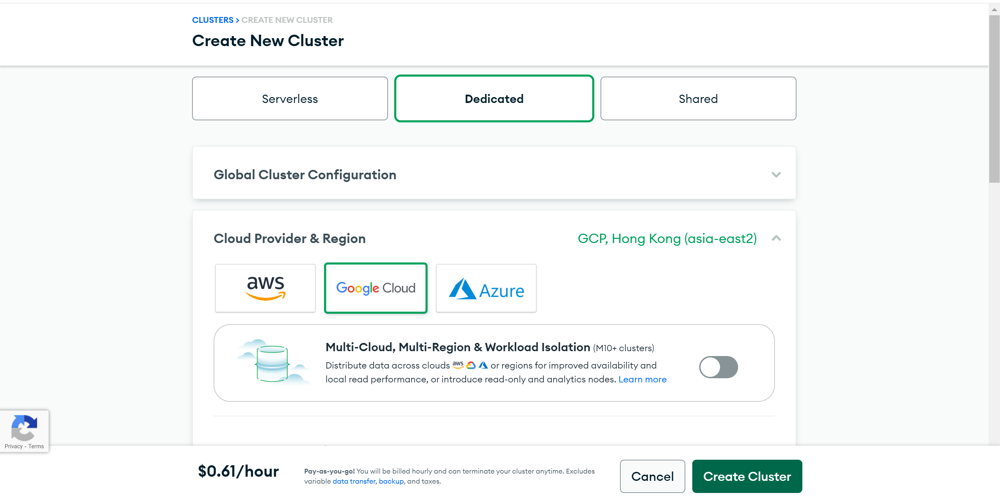 CLUSTERS > CREATE NEW CLUSTER
Create New Cluster
Serverless
Dedicated
Shared
Global Cluster Configuration
Cloud Provider & Region
GCP, Hong Kong (asia-east2)
aws
Google Cloud
Azure
Multi-Cloud, Multi-Region & Workload Isolation (M10+ clusters)
Distribute data across clouds aws or regions for improved availability and
local read performance, or introduce read-only and analytics nodes. Learn more
Privacy - Terms
$0.61/hour
Pay-as-you-go! You will be billed hourly and can terminate your cluster anytime. Excludes
variable data transfer, backup, and taxes.
Cancel
Create Cluster